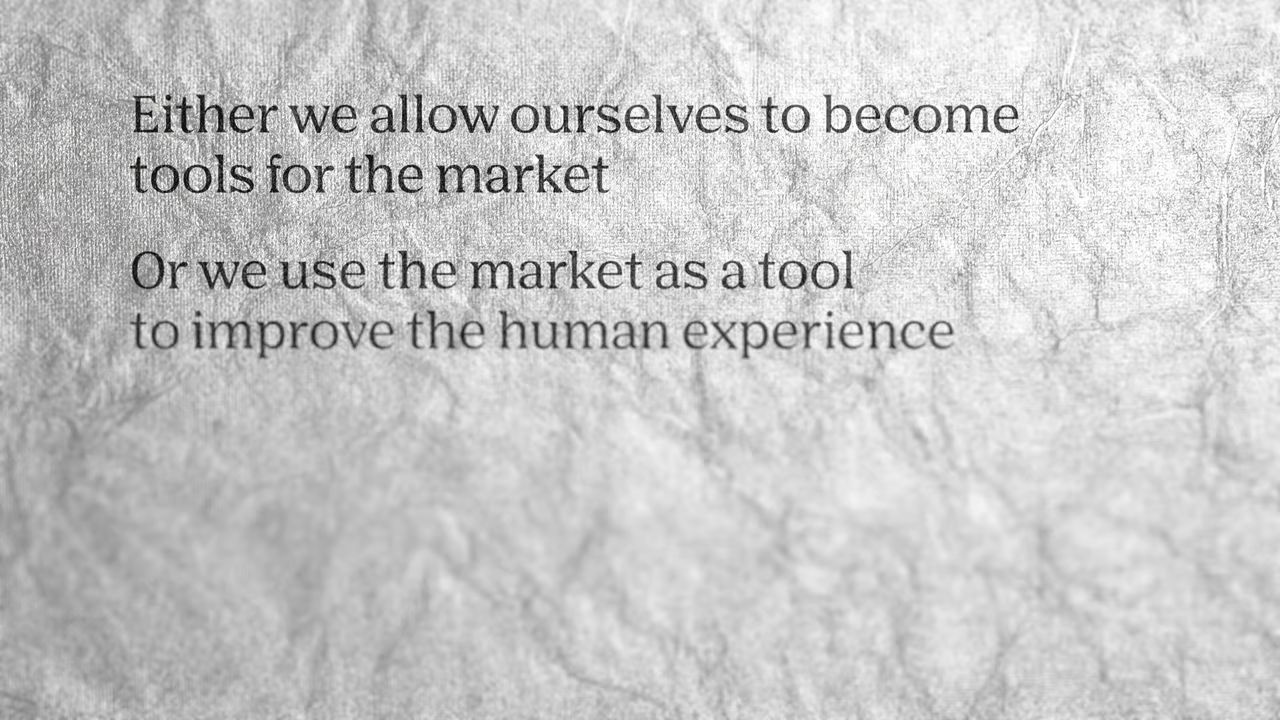 Either we allow ourselves to become
tools for the market
Or we use the market as a tool
to improve the human experience